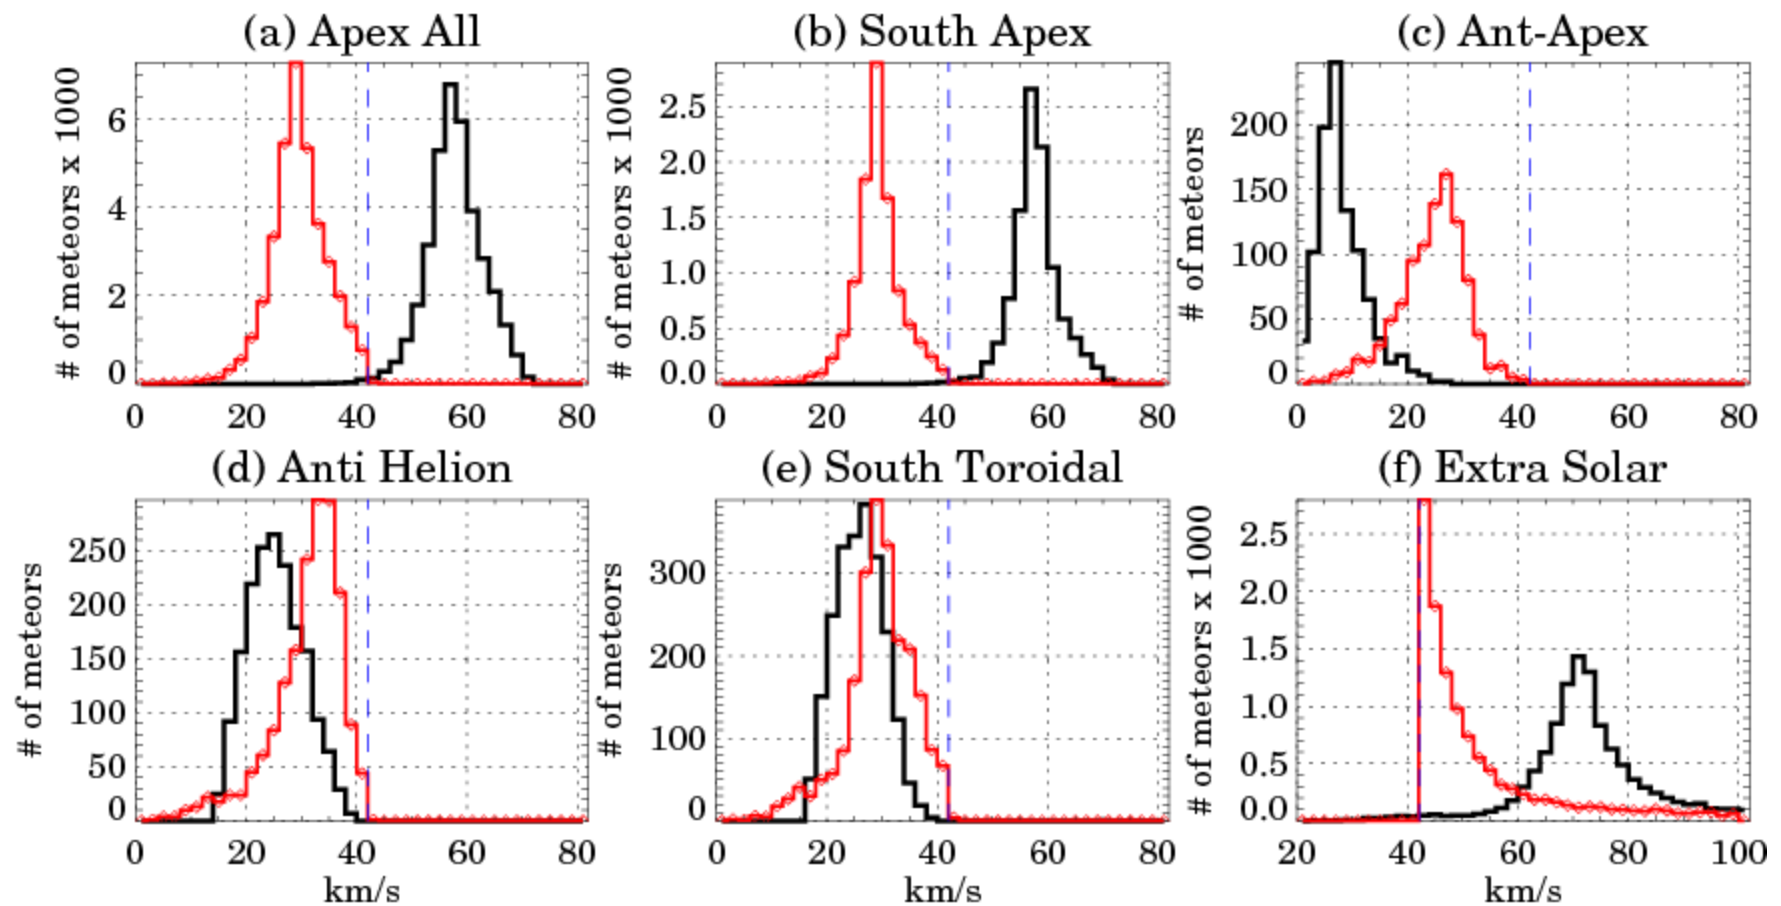 (a) Apex All
# of meteors x 1000
6
4
2
0
0 20 40 60 80
(b) South Apex
# of meteors x 1000
2.5
2.0
1.5
1.0
0.5
0.0
0 20 40 60 80
(c) Ant-Apex
# of meteors
200
150
100
50
0
0 20 40 60 80
(d) Anti Helion
# of meteors
250
200
150
100
50
0
0 20 40 60 80
km/s
(e) South Toroidal
# of meteors
300
200
100
0
0 20 40 60 80
km/s
(f) Extra Solar
# of meteors x 1000
2.5
2.0
1.5
1.0
0.5
0.0
20 40 60 80 100
km/s